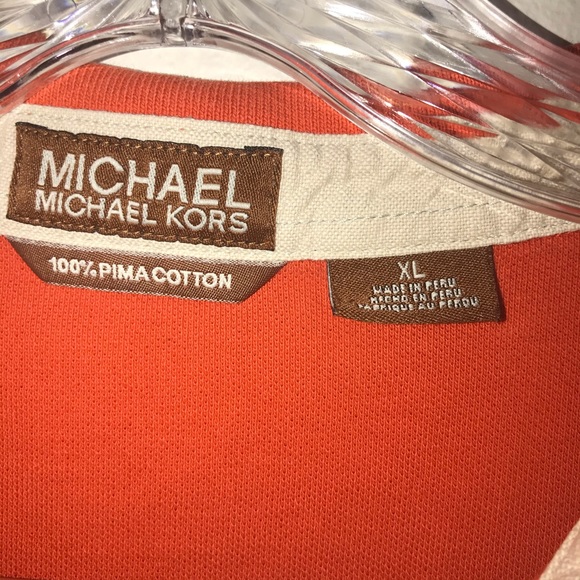 MICHAEL
MICHAEL KORS
100% PIMA COTTON
XL
MADE IN PERU
HECHO EN PERU
FABRIQUE AU PEROU